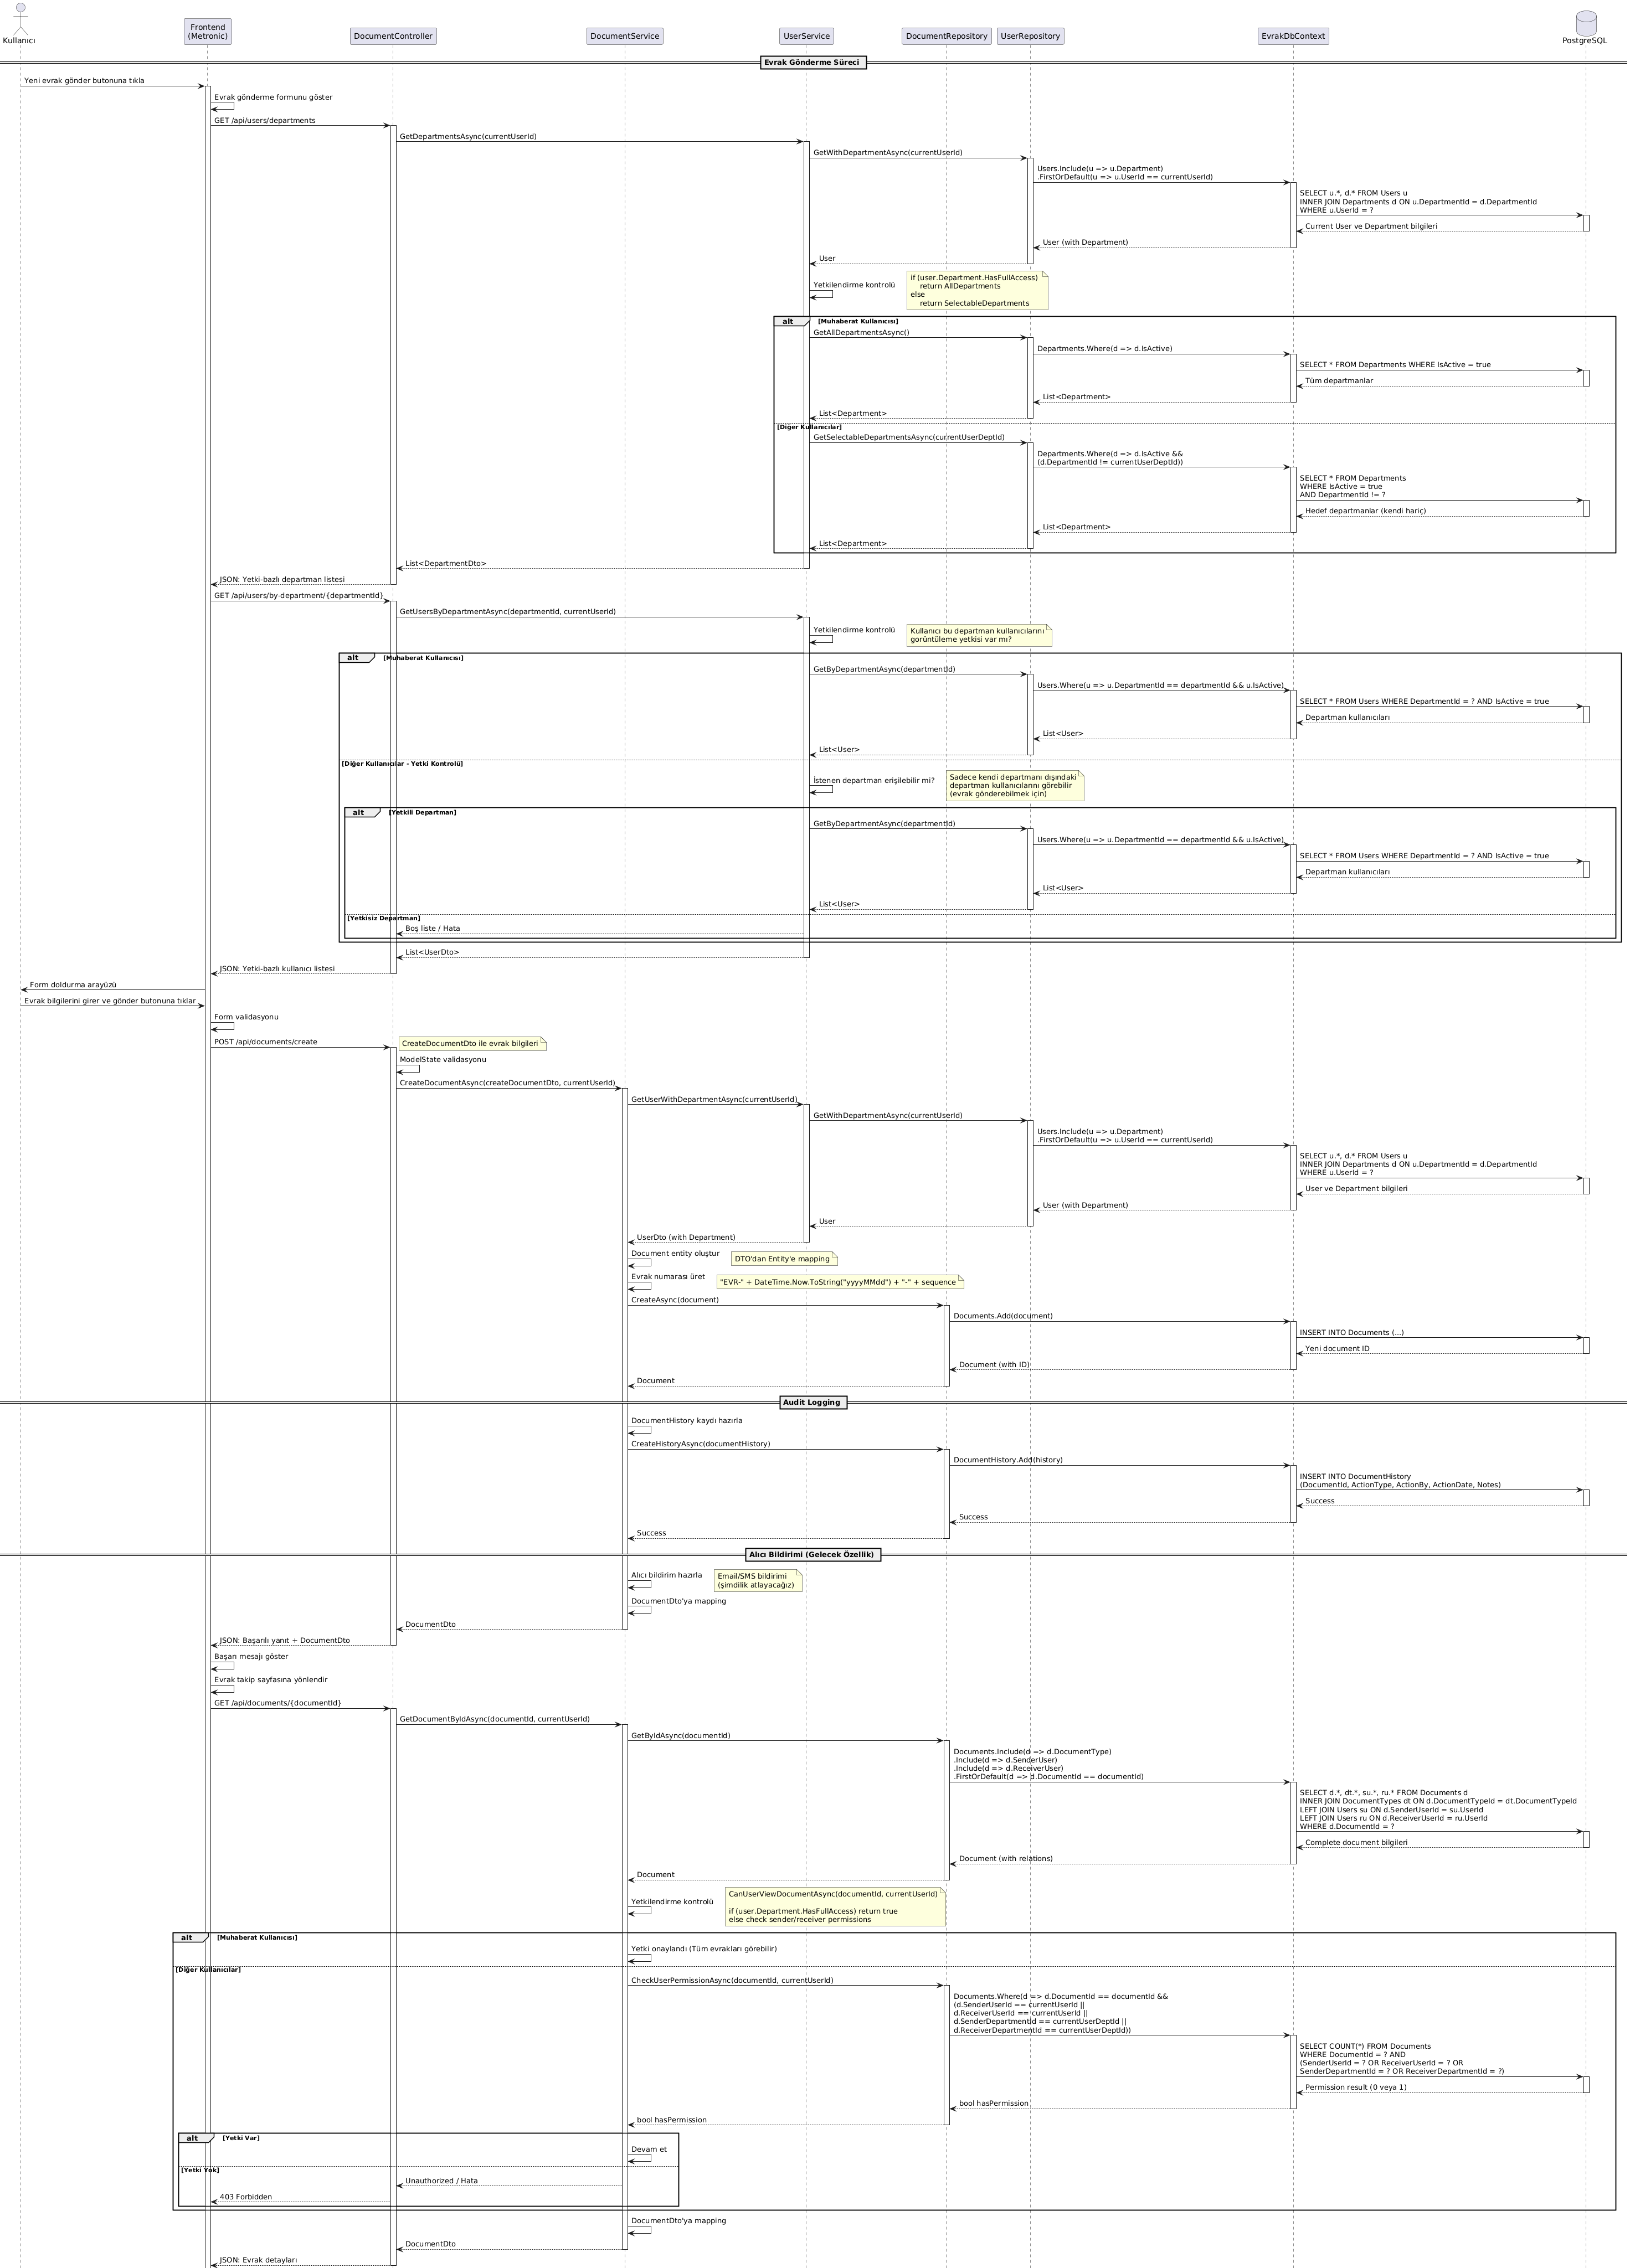 Kullanıcı
Frontend
(Metronic)
DocumentController
DocumentService
UserService
DocumentRepository
UserRepository
EvrakDbContext
PostgreSQL
Evrak Gönderme Süreci
Yeni evrak gönder butonuna tıkla
Evrak gönderme formunu göster
GET /api/users/departments
GetDepartmentsAsync(currentUserId)
GetWithDepartmentAsync(currentUserId)
Users.Include(u => u.Department)
.FirstOrDefault(u => u.UserId == currentUserId)
SELECT u.*, d.* FROM Users u
INNER JOIN Departments d ON u.DepartmentId = d.DepartmentId
WHERE u.UserId = ?
Current User ve Department bilgileri
User (with Department)
User
Yetkilendirme kontrolü
if (user.Department.HasFullAccess)
return AllDepartments
else
return SelectableDepartments
alt [Muhaberat Kullanıcısı]
GetAllDepartmentsAsync()
Departments.Where(d => d.IsActive)
SELECT * FROM Departments WHERE IsActive = true
Tüm departmanlar
List<Department>
List<Department>
[Diğer Kullanıcılar]
GetSelectableDepartmentsAsync(currentUserDeptId)
Departments.Where(d => d.IsActive &&
(d.DepartmentId != currentUserDeptId))
SELECT * FROM Departments
WHERE IsActive = true
AND DepartmentId != ?
Hedef departmanlar (kendi hariç)
List<Department>
List<Department>
List<DepartmentDto>
JSON: Yetki-bazlı departman listesi
GET /api/users/by-department/{departmentId}
GetUsersByDepartmentAsync(departmentId, currentUserId)
Yetkilendirme kontrolü
Kullanıcı bu departman kullanıcılarını
görüntüleme yetkisi var mı?
alt [Muhaberat Kullanıcısı]
GetByDepartmentAsync(departmentId)
Users.Where(u => u.DepartmentId == departmentId && u.IsActive)
SELECT * FROM Users WHERE DepartmentId = ? AND IsActive = true
Departman kullanıcıları
List<User>
List<User>
[Diğer Kullanıcılar - Yetki Kontrolü]
İstenen departman erişilebilir mi?
Sadece kendi departmanı dışındaki
departman kullanıcılarını görebilir
(evrak gönderebilmek için)
alt [Yetkili Departman]
GetByDepartmentAsync(departmentId)
Users.Where(u => u.DepartmentId == departmentId && u.IsActive)
SELECT * FROM Users WHERE DepartmentId = ? AND IsActive = true
Departman kullanıcıları
List<User>
List<User>
[Yetkisiz Departman]
Boş liste / Hata
List<UserDto>
JSON: Yetki-bazlı kullanıcı listesi
Form doldurma arayüzü
Evrak bilgilerini girer ve gönder butonuna tıklar
Form validasyonu
POST /api/documents/create
CreateDocumentDto ile evrak bilgileri
ModelState validasyonu
CreateDocumentAsync(createDocumentDto, currentUserId)
GetUserWithDepartmentAsync(currentUserId)
GetWithDepartmentAsync(currentUserId)
Users.Include(u => u.Department)
.FirstOrDefault(u => u.UserId == currentUserId)
SELECT u.*, d.* FROM Users u
INNER JOIN Departments d ON u.DepartmentId = d.DepartmentId
WHERE u.UserId = ?
User ve Department bilgileri
User (with Department)
User
UserDto (with Department)
Document entity oluştur
DTO'dan Entity'e mapping
Evrak numarası üret
"EVR-" + DateTime.Now.ToString("yyyyMMdd") + "-" + sequence
CreateAsync(document)
Documents.Add(document)
INSERT INTO Documents (...)
Yeni document ID
Document (with ID)
Document
Audit Logging
DocumentHistory kaydı hazırla
CreateHistoryAsync(documentHistory)
DocumentHistory.Add(history)
INSERT INTO DocumentHistory
(DocumentId, ActionType, ActionBy, ActionDate, Notes)
Success
Success
Success
Alıcı Bildirimi (Gelecek Özellik)
Alıcı bildirim hazırla
Email/SMS bildirimi
(şimdilik atlayacağız)
DocumentDto'ya mapping
DocumentDto
JSON: Başarılı yanıt + DocumentDto
Başarı mesajı göster
Evrak takip sayfasına yönlendir
GET /api/documents/{documentId}
GetDocumentByIdAsync(documentId, currentUserId)
GetByIdAsync(documentId)
Documents.Include(d => d.DocumentType)
.Include(d => d.SenderUser)
.Include(d => d.ReceiverUser)
.FirstOrDefault(d => d.DocumentId == documentId)
SELECT d.*, dt.*, su.*, ru.* FROM Documents d
INNER JOIN DocumentTypes dt ON d.DocumentTypeId = dt.DocumentTypeId
LEFT JOIN Users su ON d.SenderUserId = su.UserId
LEFT JOIN Users ru ON d.ReceiverUserId = ru.UserId
WHERE d.DocumentId = ?
Complete document bilgileri
Document (with relations)
Document
Yetkilendirme kontrolü
CanUserViewDocumentAsync(documentId, currentUserId)
if (user.Department.HasFullAccess) return true
else check sender/receiver permissions
alt [Muhaberat Kullanıcısı]
Yetki onaylandı (Tüm evrakları görebilir)
[Diğer Kullanıcılar]
CheckUserPermissionAsync(documentId, currentUserId)
Documents.Where(d => d.DocumentId == documentId &&
(d.SenderUserId == currentUserId ||
d.ReceiverUserId == currentUserId ||
d.SenderDepartmentId == currentUserDeptId ||
d.ReceiverDepartmentId == currentUserDeptId))
SELECT COUNT(*) FROM Documents
WHERE DocumentId = ? AND
(SenderUserId = ? OR ReceiverUserId = ? OR
SenderDepartmentId = ? OR ReceiverDepartmentId = ?)
Permission result (0 veya 1)
bool hasPermission
bool hasPermission
alt [Yetki Var]
Devam et
[Yetki Yok]
Unauthorized / Hata
403 Forbidden
DocumentDto'ya mapping
DocumentDto
JSON: Evrak detayları